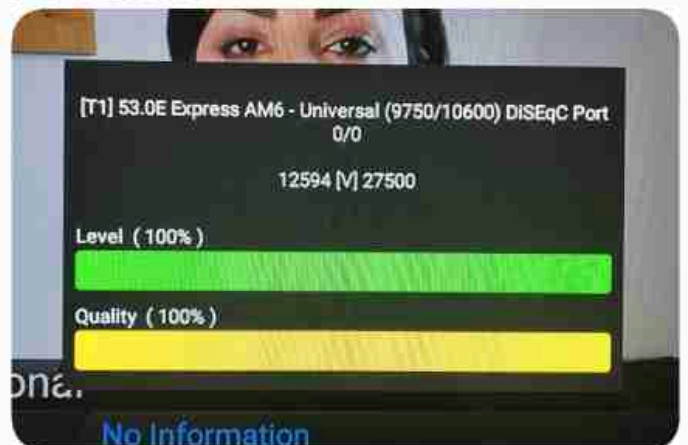 [T1] 53.0E Express AM6 - Universal (9750/10600) DiSEqC Port
0/0
12594 [V] 27500
Level ( 100% )
Quality ( 100% )
No Information